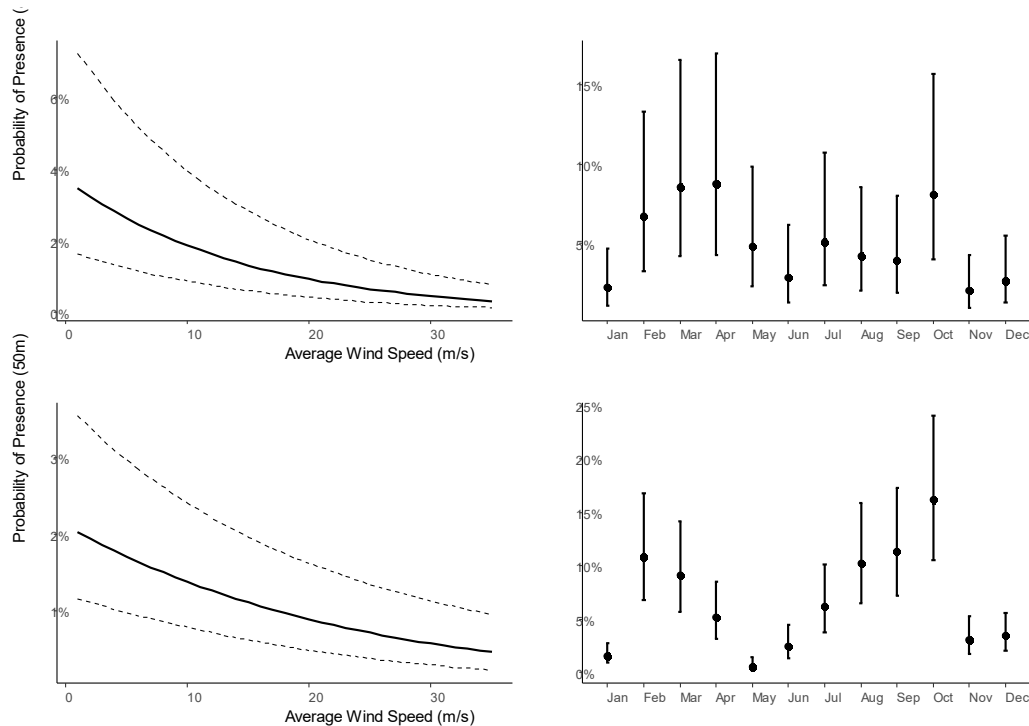 Probability of Presence (
6%
4%
2%
0%
0 10 20 30
Average Wind Speed (m/s)
15%
10%
5%
Jan Feb Mar Apr May Jun Jul Aug Sep Oct Nov Dec
Probability of Presence (50m)
3%
2%
1%
0 10 20 30
Average Wind Speed (m/s)
25%
20%
15%
10%
5%
0%
Jan Feb Mar Apr May Jun Jul Aug Sep Oct Nov Dec